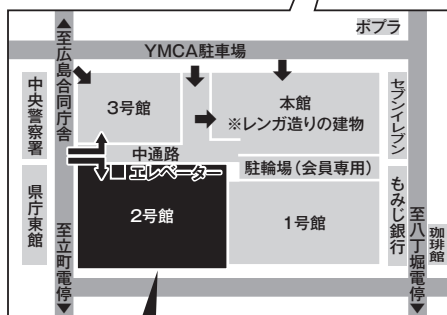 ポプラ
▲至広島合同庁舎
YMCA駐車場
中央警察署
3号館
本館
※レンガ造りの建物
セブンイレブン
中通路
■エレベーター
駐輪場(会員専用)
県庁東館
2号館
1号館
もみじ銀行
珈琲館
至立町電停▼
至八丁堀電停▼